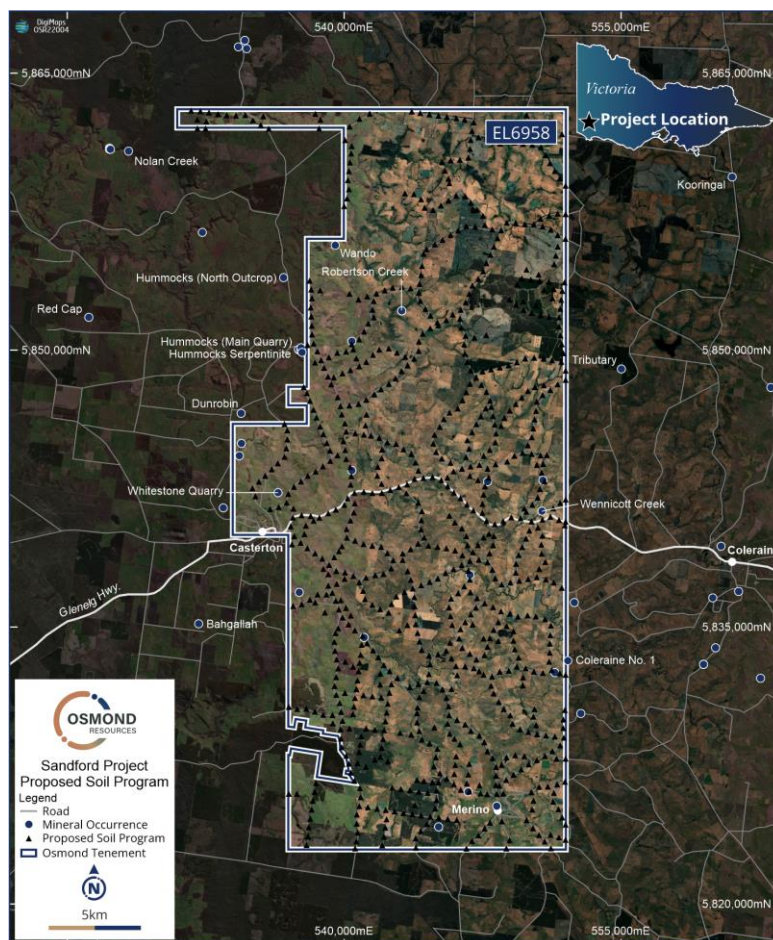 DigiMaps
OSR22004
540,000mE
555,000mE
5,865,000mN
5,865,000mN
Victoria
Project Location
EL6958
Nolan Creek
Kooringal
Wando
Robertson Creek
Hummocks (North Outcrop)
Red Cap
Hummocks (Main Quarry)
Hummocks Serpentinite
5,850,000mN
5,850,000mN
Tributary
Dunrobin
Whitestone Quarry
Wennicott Creek
Casterton
Coleraine
Glenelg Hwy.
Bahgallah
5,835,000mN
Coleraine No. 1
OSMOND
RESOURCES
Sandford Project
Proposed Soil Program
Legend
Road
Mineral Occurrence
Proposed Soil Program
Osmond Tenement
N
5km
Merino
5,820,000mN
540,000mE
555,000mE